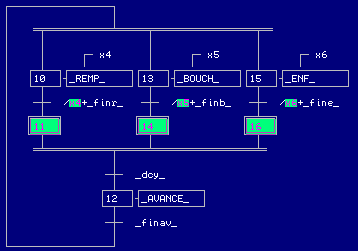 x4 x5 x6
10 _REMP_ 13 _BOUCH_ 15 _ENF_
/x4+_finr_ /x5+_finb_ /x6+_fine_
11 14 16
_dcy_
12 _AVANCE_
_finav_